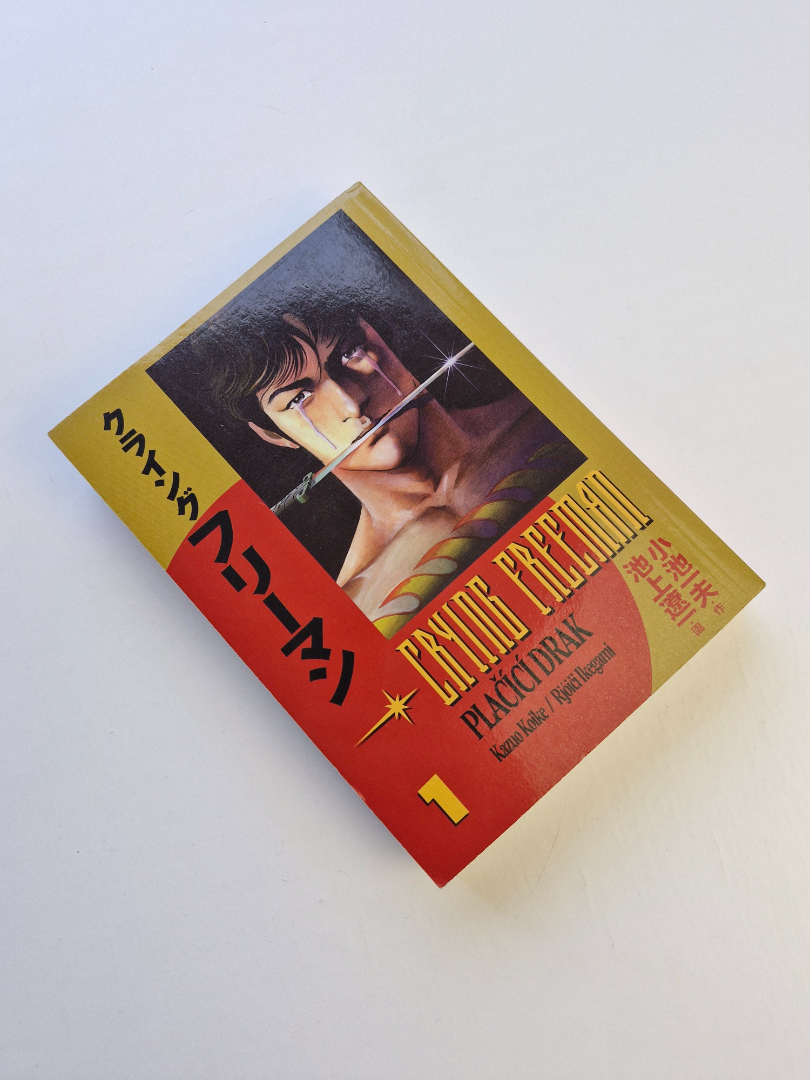 クライング
フリーマン
CRYING FREEMAN
PLAČÍCÍ DRAK
Kazuo Koike / Rjóiči Ikegami
1
小池一夫 作
池上遼一 画